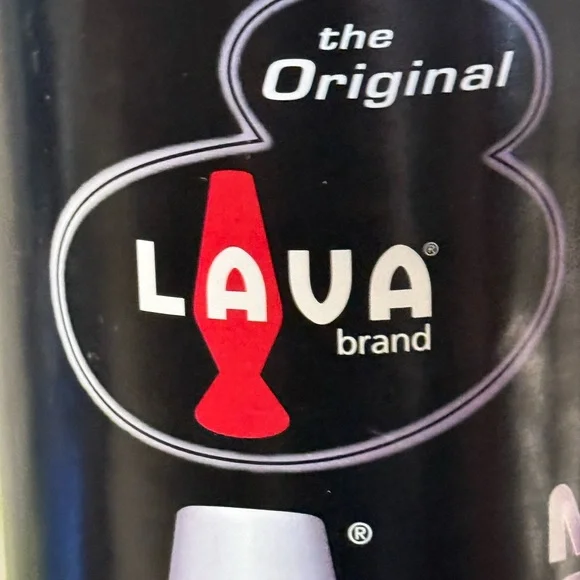 the
Original
LAVA®
brand
®
M